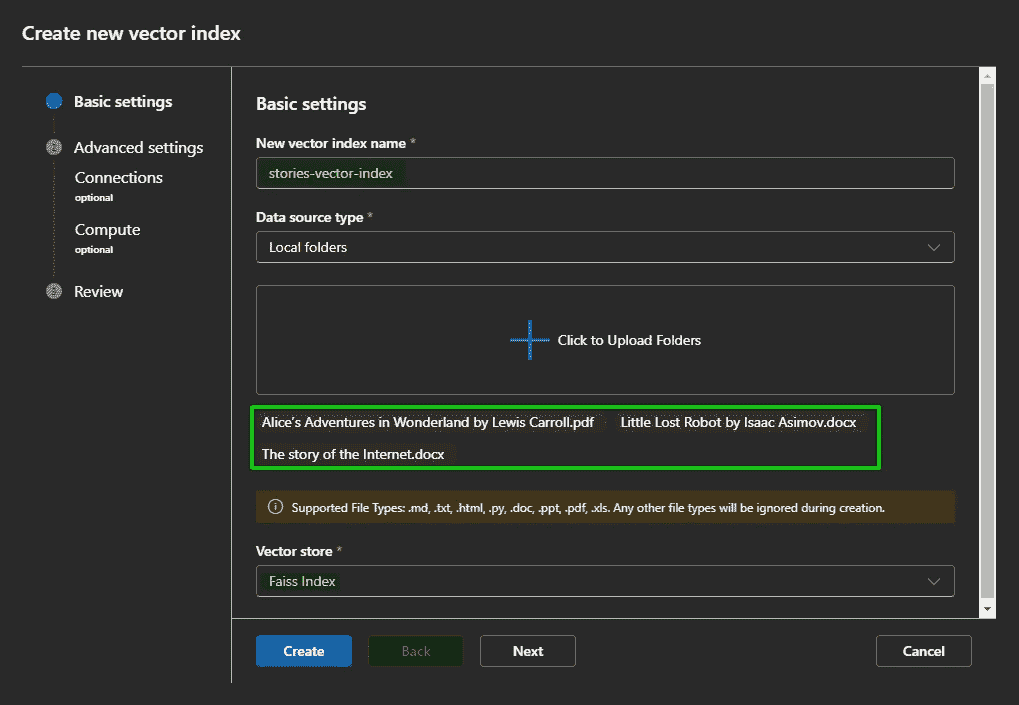 Create new vector index
Basic settings
Advanced settings
Connections
optional
Compute
optional
Review
Basic settings
New vector index name *
stories-vector-index
Data source type *
Local folders
Click to Upload Folders
Alice's Adventures in Wonderland by Lewis Carroll.pdf Little Lost Robot by Isaac Asimov.docx
The story of the Internet.docx
Supported File Types: .md, .txt, .html, .py, .doc, .ppt, .pdf, .xls. Any other file types will be ignored during creation.
Vector store *
Faiss Index
Create Back Next Cancel